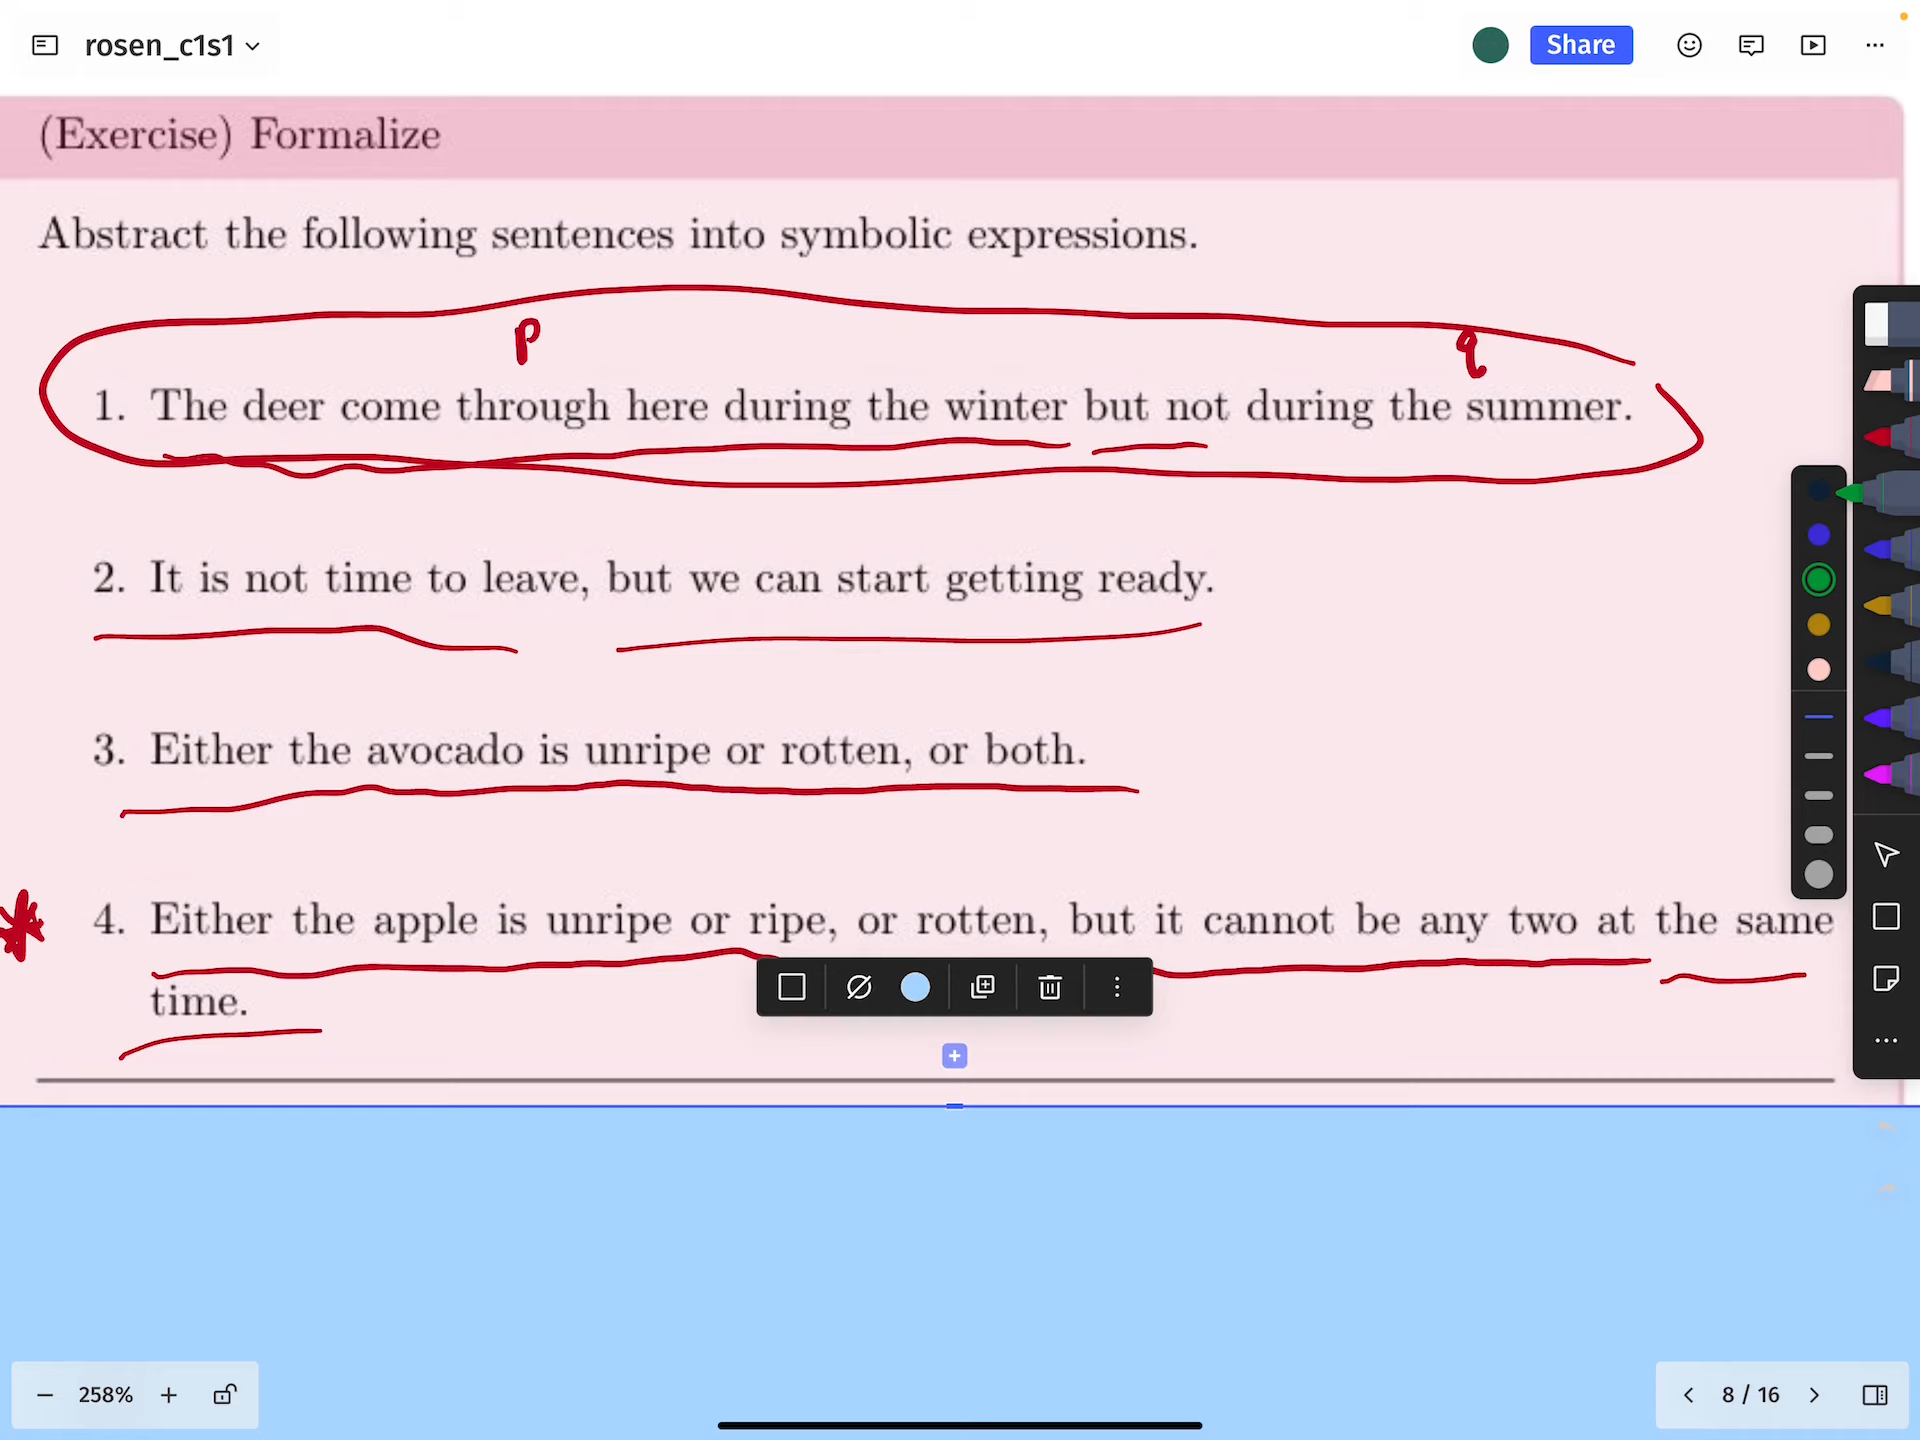 rosen_c1s1
Share
(Exercise) Formalize
Abstract the following sentences into symbolic expressions.
p q
1. The deer come through here during the winter but not during the summer.
2. It is not time to leave, but we can start getting ready.
3. Either the avocado is unripe or rotten, or both.
4. Either the apple is unripe or ripe, or rotten, but it cannot be any two at the same
time.
258%
8 / 16